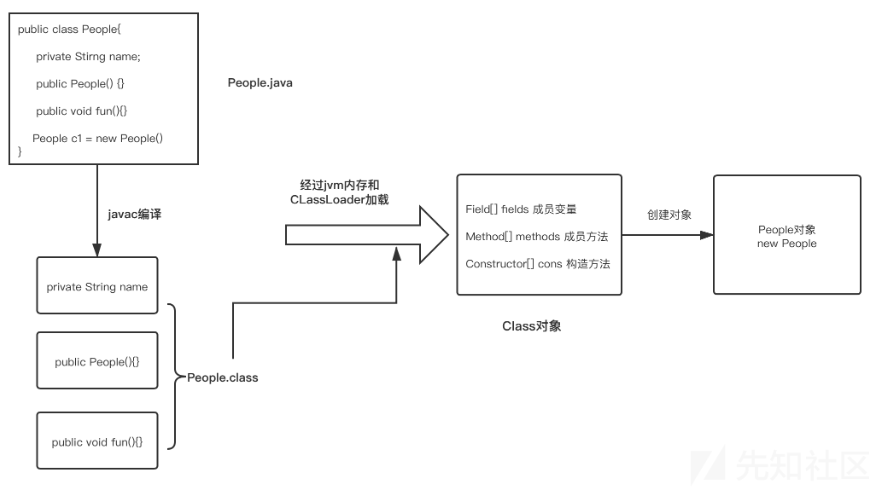 public class People{
private Stirng name;
public People() {}
public void fun(){}
People c1 = new People()
}
People.java
javac编译
private String name
public People(){}
public void fun(){}
People.class
经过jvm内存和
CLassLoader加载
Field[] fields 成员变量
Method[] methods 成员方法
Constructor[] cons 构造方法
Class对象
创建对象
People对象
new People
先知社区